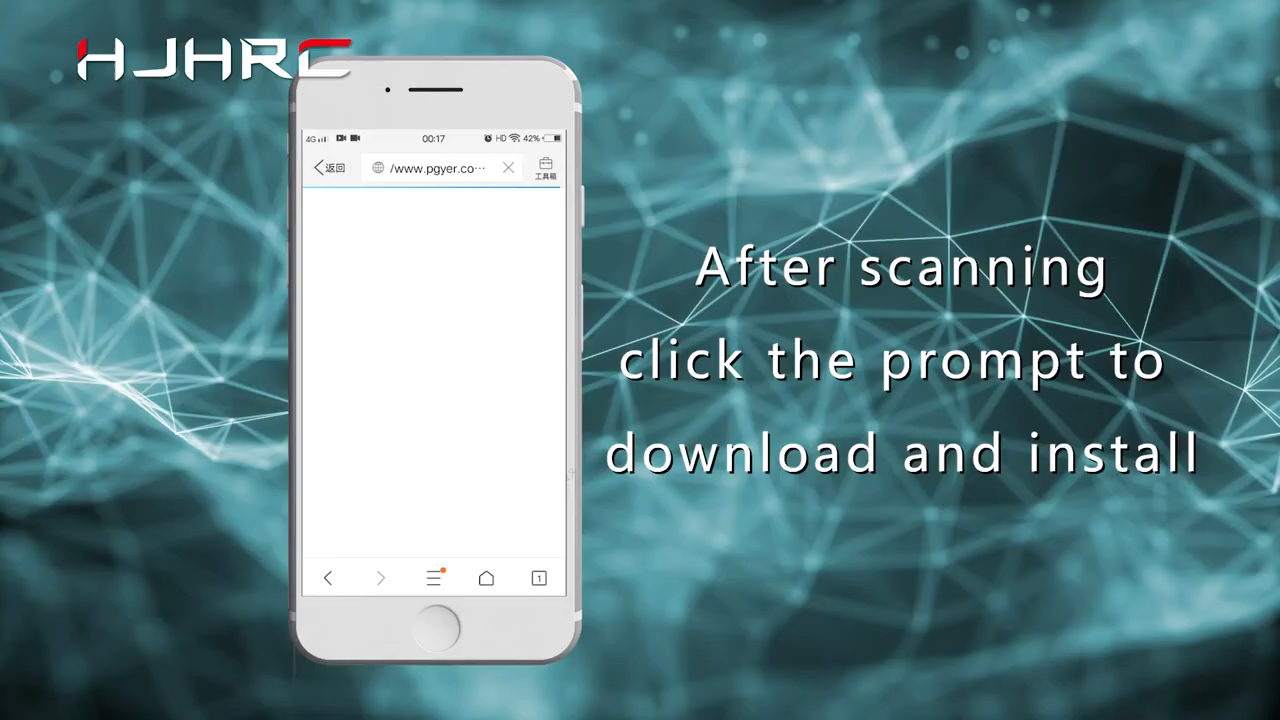 HJHRC
4G 00:17 HD 42%
返回 /www.pgyer.co··· 工具箱
1
After scanning
click the prompt to
download and install